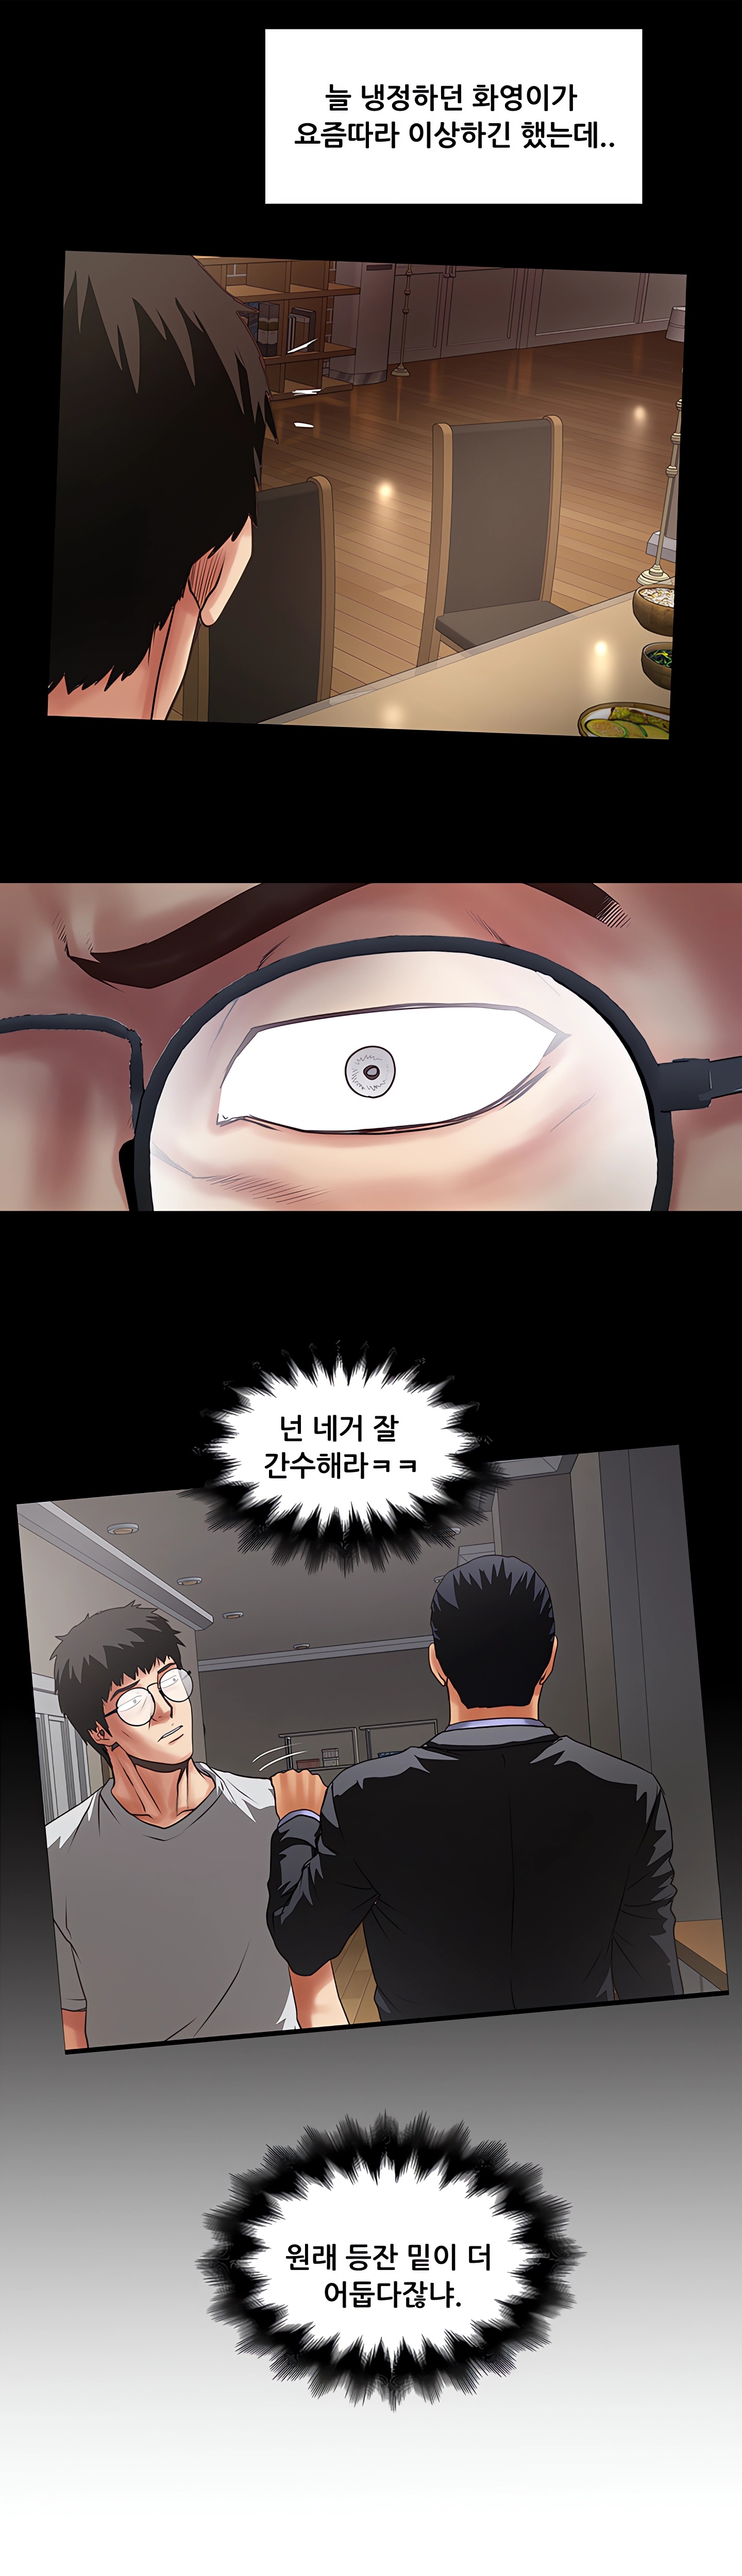 늘 냉정하던 화영이가
요즘따라 이상하긴 했는데..
넌 네거 잘
간수해라ㅋㅋ
원래 등잔 밑이 더
어둡다잖냐.